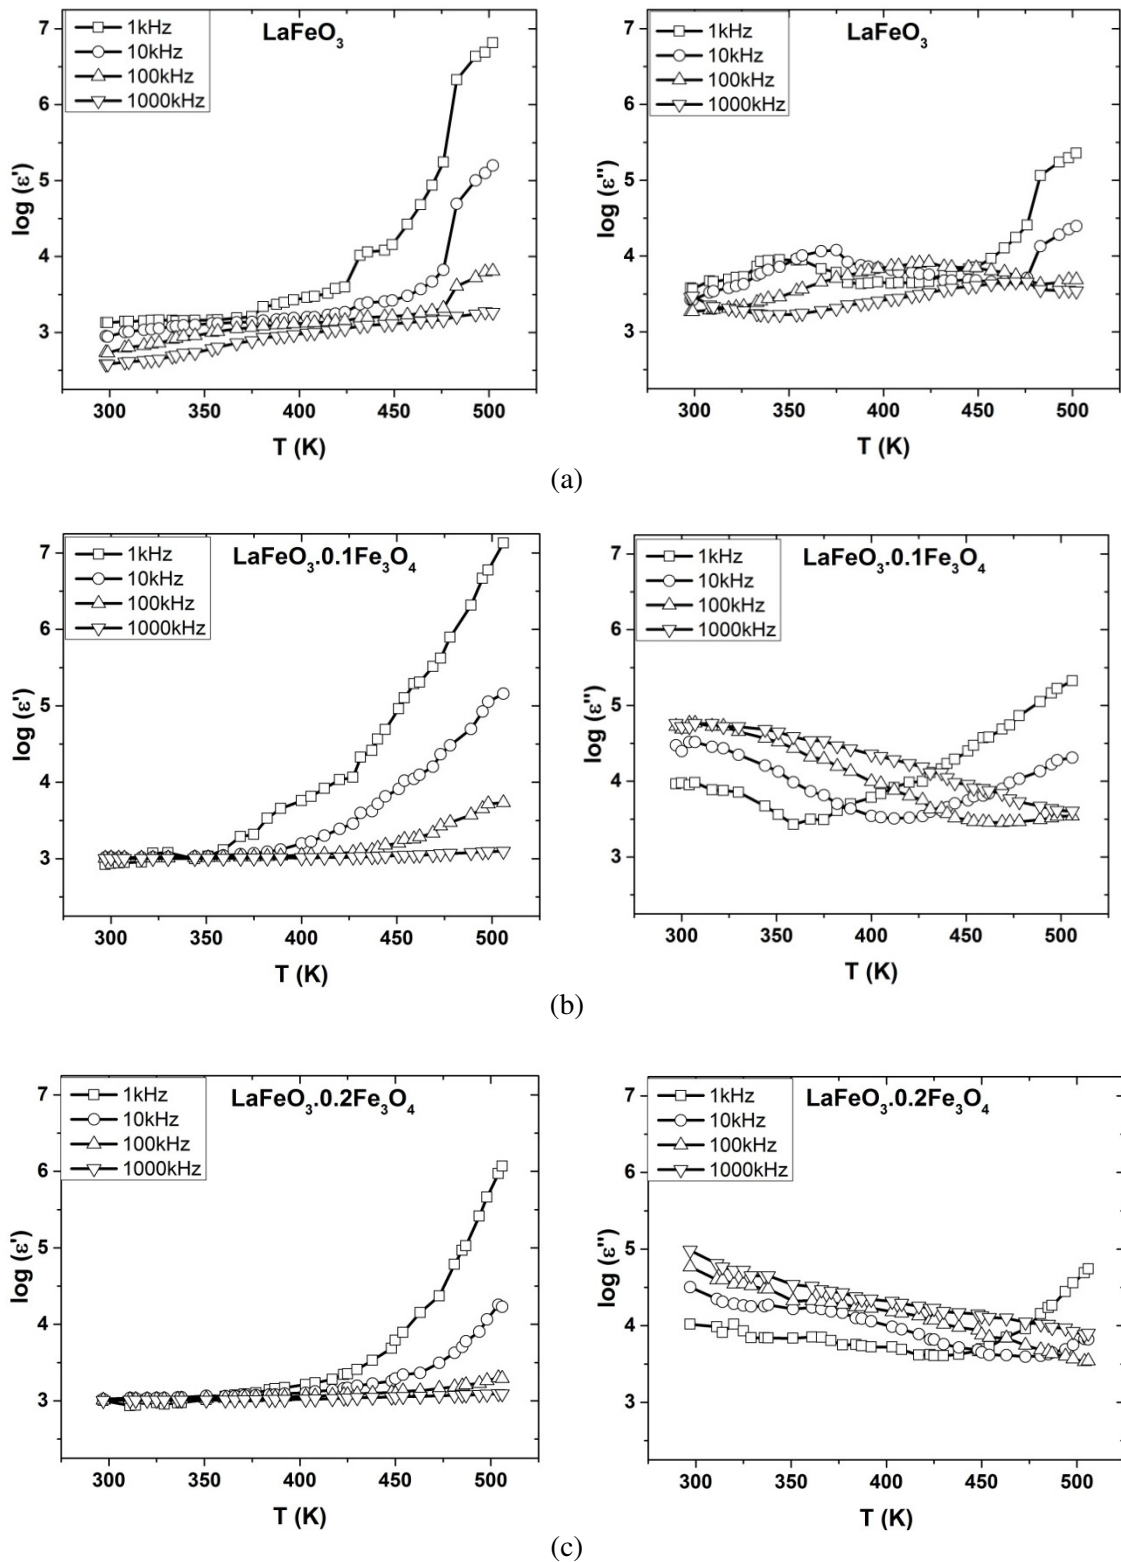 LaFeO₃
1kHz
10kHz
100kHz
1000kHz
log (ε')
7
6
5
4
3
300 350 400 450 500
T (K)
LaFeO₃
1kHz
10kHz
100kHz
1000kHz
log (ε'')
7
6
5
4
3
300 350 400 450 500
T (K)
(a)
LaFeO₃.0.1Fe₃O₄
1kHz
10kHz
100kHz
1000kHz
log (ε')
7
6
5
4
3
300 350 400 450 500
T (K)
LaFeO₃.0.1Fe₃O₄
1kHz
10kHz
100kHz
1000kHz
log (ε'')
7
6
5
4
3
300 350 400 450 500
T (K)
(b)
LaFeO₃.0.2Fe₃O₄
1kHz
10kHz
100kHz
1000kHz
log (ε')
7
6
5
4
3
300 350 400 450 500
T (K)
LaFeO₃.0.2Fe₃O₄
1kHz
10kHz
100kHz
1000kHz
log (ε'')
7
6
5
4
3
300 350 400 450 500
T (K)
(c)